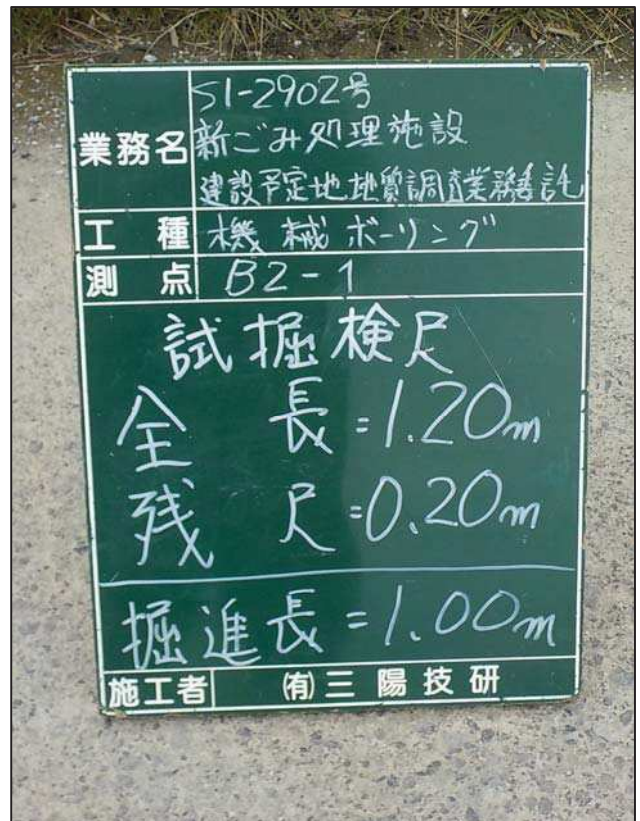 業務名 S1-2902号
新ごみ処理施設
建設予定地地質調査業務委託
工種 機械ボーリング
測点 B2-1
試掘検尺
全長=1.20m
残尺=0.20m
掘進長=1.00m
施工者 (有)三陽技研